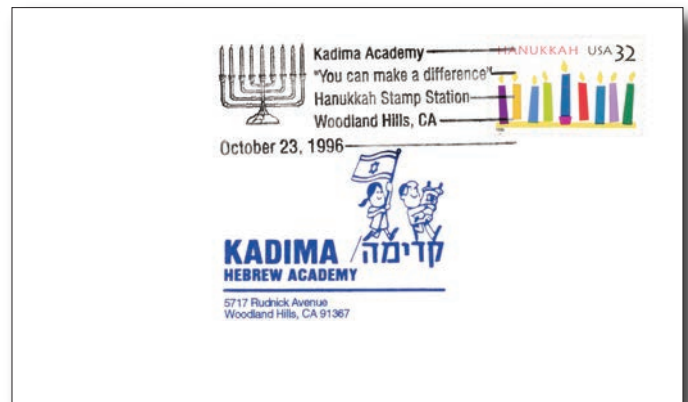 Kadima Academy
"You can make a difference"
Hanukkah Stamp Station
Woodland Hills, CA
October 23, 1996
HANUKKAH USA 32
KADIMA / קדימה
HEBREW ACADEMY
5717 Rudnick Avenue
Woodland Hills, CA 91367